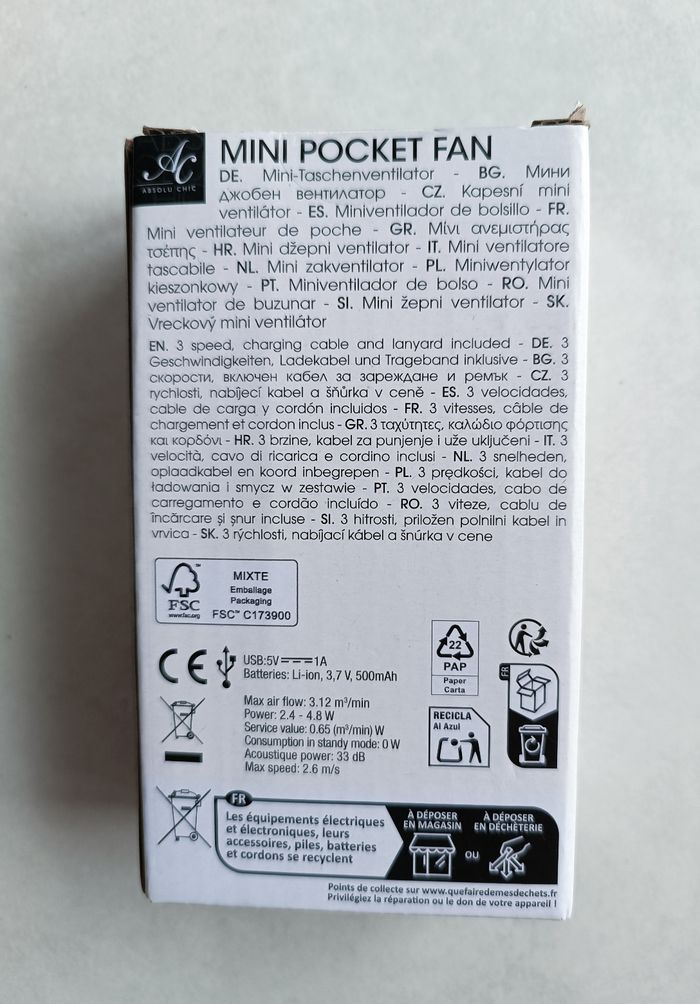 AC
ABSOLU CHIC
MINI POCKET FAN
DE. Mini-Taschenventilator - BG. Мини
джобен вентилатор - CZ. Kapesní mini
ventilátor - ES. Miniventilador de bolsillo - FR.
Mini ventilateur de poche - GR. Μίνι ανεμιστήρας
τσέπης - HR. Mini džepni ventilator - IT. Mini ventilatore
tascabile - NL. Mini zakventilator - PL. Miniwentylator
kieszonkowy - PT. Miniventilador de bolso - RO. Mini
ventilator de buzunar - SI. Mini žepni ventilator - SK.
Vreckový mini ventilátor
EN. 3 speed, charging cable and lanyard included - DE. 3
Geschwindigkeiten, Ladekabel und Trageband inklusive - BG. 3
скорости, включен кабел за зареждане и ремък - CZ. 3
rychlosti, nabíjecí kabel a šňůrka v ceně - ES. 3 velocidades,
cable de carga y cordón incluidos - FR. 3 vitesses, câble de
chargement et cordon inclus - GR. 3 ταχύτητες, καλώδιο φόρτισης
και κορδόνι - HR. 3 brzine, kabel za punjenje i uže uključeni - IT. 3
velocità, cavo di ricarica e cordino inclusi - NL. 3 snelheden,
oplaadkabel en koord inbegrepen - PL. 3 prędkości, kabel do
ładowania i smycz w zestawie - PT. 3 velocidades, cabo de
carregamento e cordão incluído - RO. 3 viteze, cablu de
încărcare și șnur incluse - SI. 3 hitrosti, priložen polnilni kabel in
vrvica - SK. 3 rýchlosti, nabíjací kábel a šnúrka v cene
FSC
www.fsc.org
MIXTE
Emballage
Packaging
FSC™ C173900
CE
USB:5V 1A
Batteries: Li-ion, 3,7 V, 500mAh
Max air flow: 3.12 m³/min
Power: 2.4 - 4.8 W
Service value: 0.65 (m³/min) W
Consumption in standy mode: 0 W
Acoustique power: 33 dB
Max speed: 2.6 m/s
22
PAP
Paper
Carta
RECICLA
Al Azul
FR
FR
Les équipements électriques
et électroniques, leurs
accessoires, piles, batteries
et cordons se recyclent
À DÉPOSER
EN MAGASIN
OU
À DÉPOSER
EN DÉCHÈTERIE
Points de collecte sur www.quefairedemesdechets.fr
Privilégiez la réparation ou le don de votre appareil !